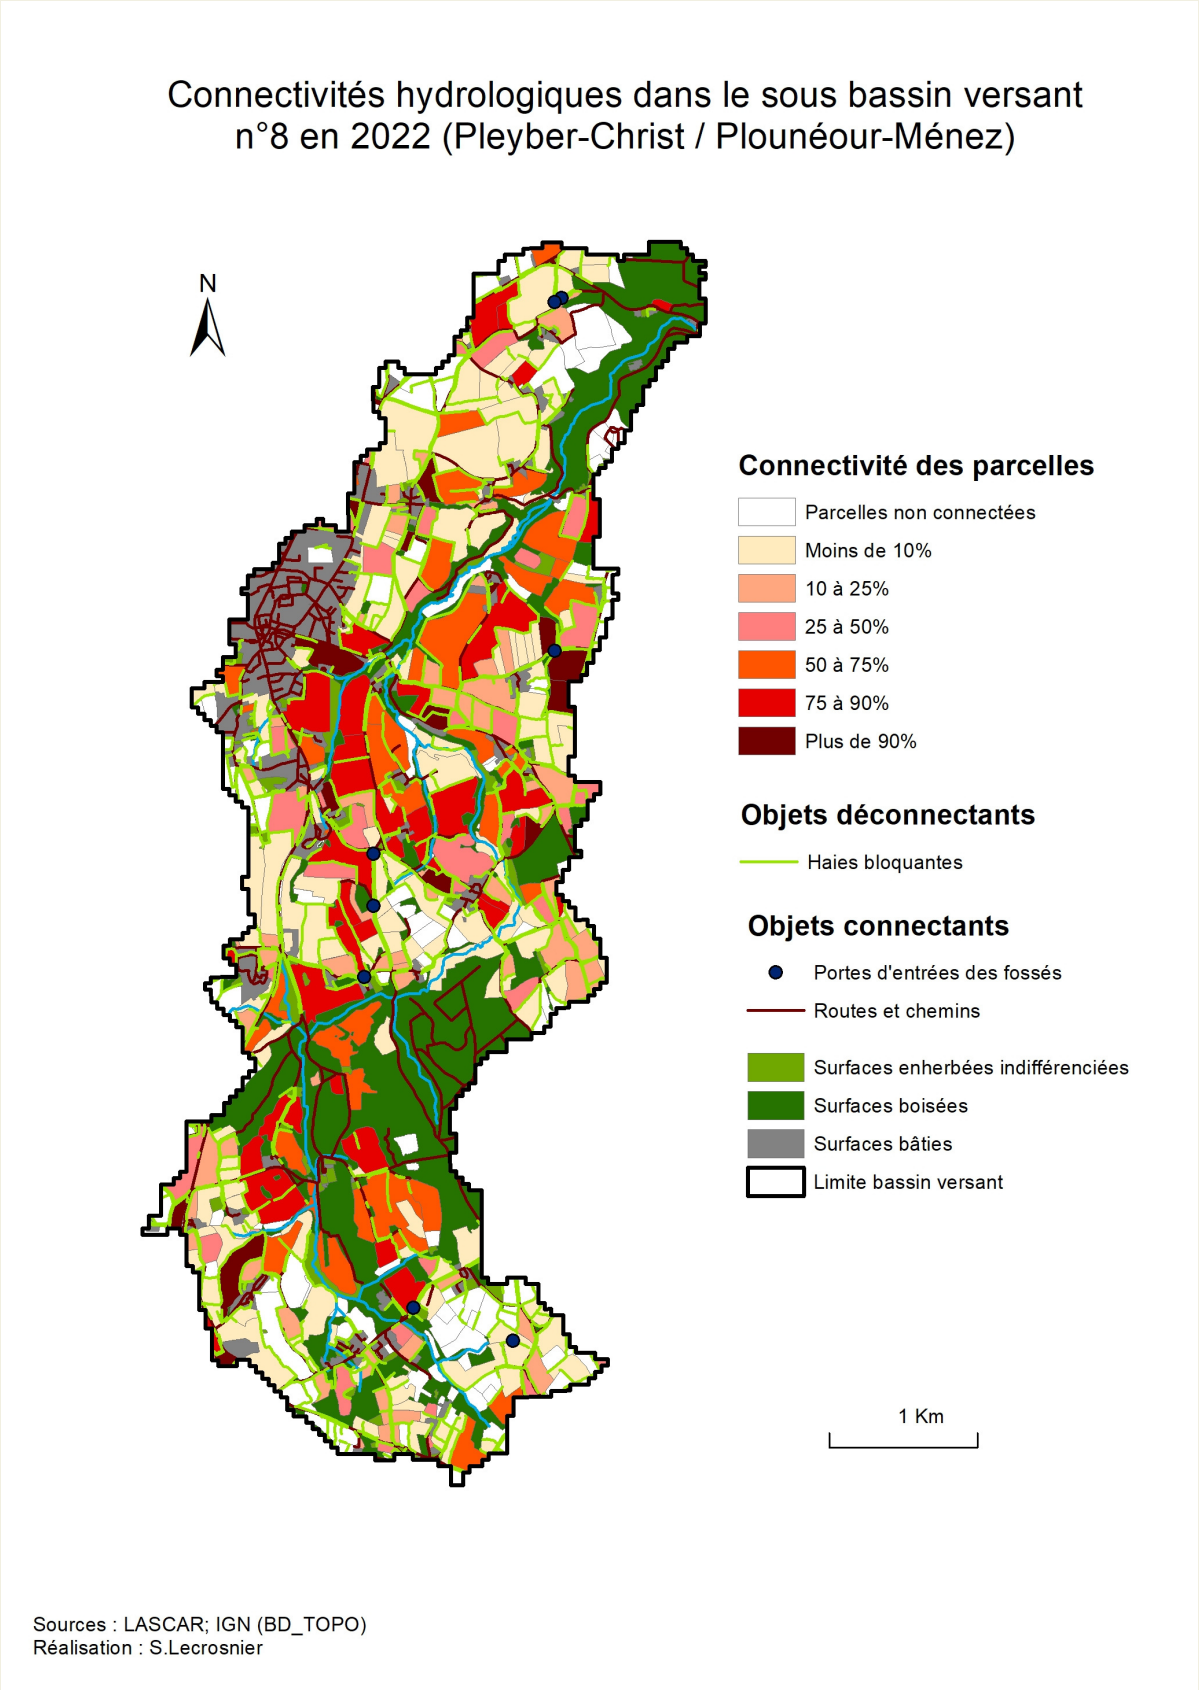 Connectivités hydrologiques dans le sous bassin versant
n°8 en 2022 (Pleyber-Christ / Plounéour-Ménez)
N
Connectivité des parcelles
Parcelles non connectées
Moins de 10%
10 à 25%
25 à 50%
50 à 75%
75 à 90%
Plus de 90%
Objets déconnectants
Haies bloquantes
Objets connectants
Portes d'entrées des fossés
Routes et chemins
Surfaces enherbées indifférenciées
Surfaces boisées
Surfaces bâties
Limite bassin versant
1 Km
Sources : LASCAR; IGN (BD_TOPO)
Réalisation : S.Lecrosnier